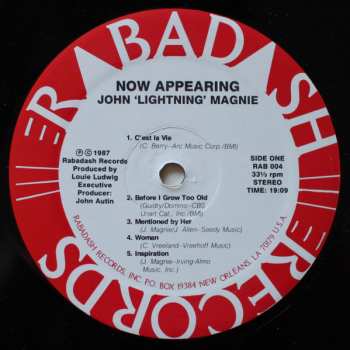 RABADASH RECORDS
NOW APPEARING
JOHN 'LIGHTNING' MAGNIE
℗ © 1987
Rabadash Records
Produced by
Louie Ludwig
Executive
Producer:
John Autin
1. C'est la Vie
(C. Berry–Arc Music Corp./BMI)
SIDE ONE
RAB 004
33⅓ rpm
STEREO
TIME: 19:09
2. Before I Grow Too Old
(Guidry/Domino–CBS
Unart Cat., Inc./BMI)
3. Mentioned by Her
(J. Magnie/J Allen–Seedy Music)
4. Woman
(C. Vreeland–Vreehoff Music)
5. Inspiration
(J. Magnie–Irving-Almo
Music, Inc.)
RABADASH RECORDS, INC. P.O. BOX 19384 NEW ORLEANS, LA 70179 U.S.A.